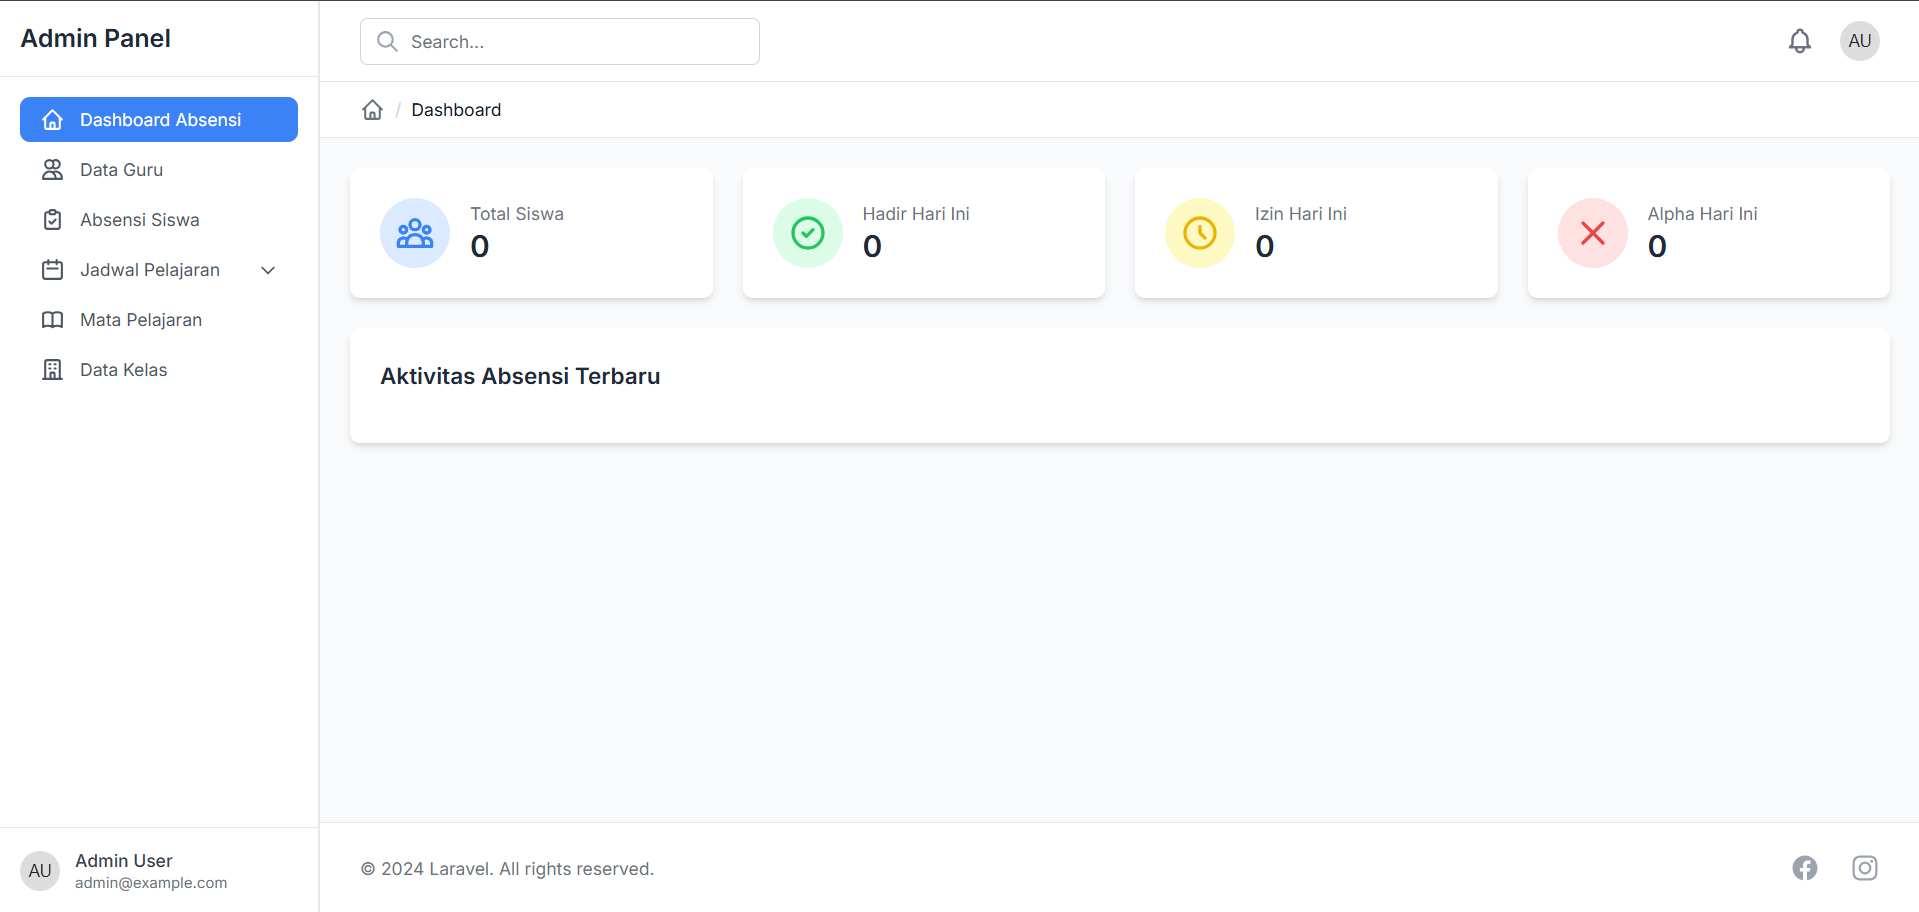 Admin Panel
Search...
AU
Dashboard Absensi
Data Guru
Absensi Siswa
Jadwal Pelajaran
Mata Pelajaran
Data Kelas
/ Dashboard
Total Siswa
0
Hadir Hari Ini
0
Izin Hari Ini
0
Alpha Hari Ini
0
Aktivitas Absensi Terbaru
AU
Admin User
admin@example.com
© 2024 Laravel. All rights reserved.